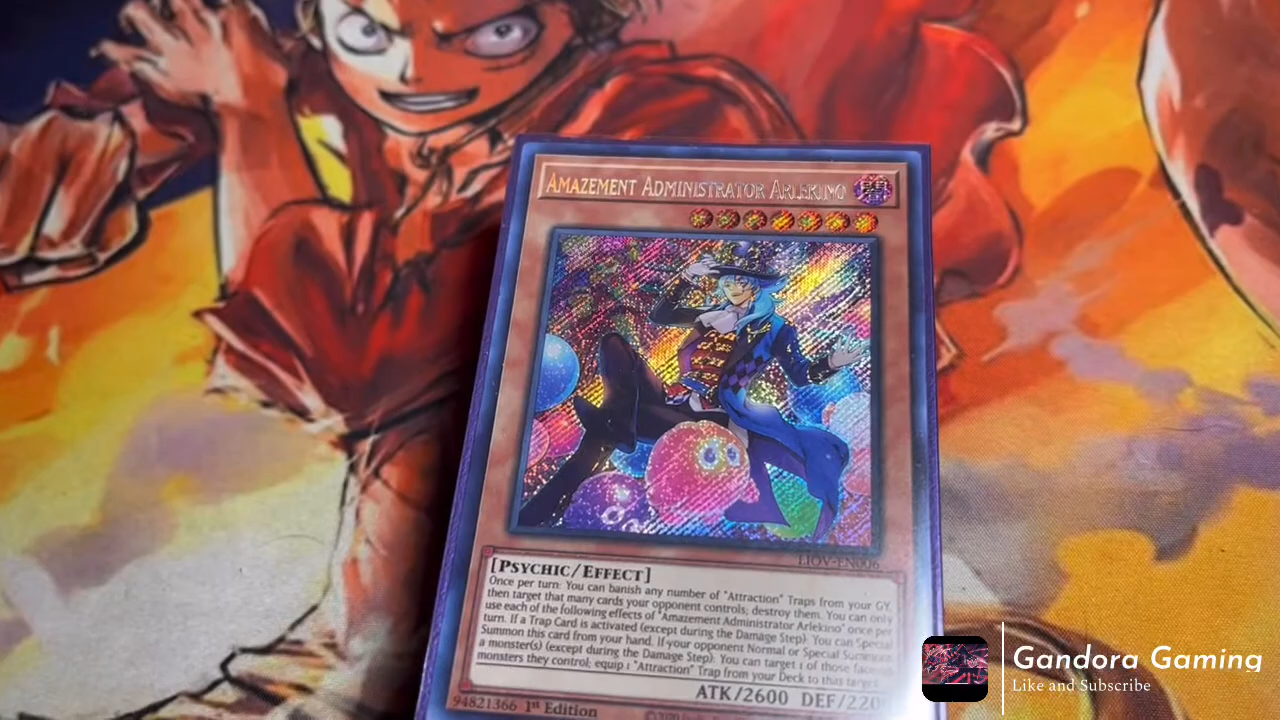 AMAZEMENT ADMINISTRATOR ARLEKINO
LIOV-EN006
[PSYCHIC/EFFECT]
Once per turn: You can banish any number of "Attraction" Traps from your GY,
then target that many cards your opponent controls; destroy them. You can only
use each of the following effects of "Amazement Administrator Arlekino" once per
turn. If a Trap Card is activated (except during the Damage Step): You can Special
Summon this card from your hand. If your opponent Normal or Special Summons
a monster(s) (except during the Damage Step): You can target 1 of those face-up
monsters they control; equip 1 "Attraction" Trap from your Deck to that target.
ATK/2600 DEF/220
94821366 1st Edition
©2020
Gandora Gaming
Like and Subscribe